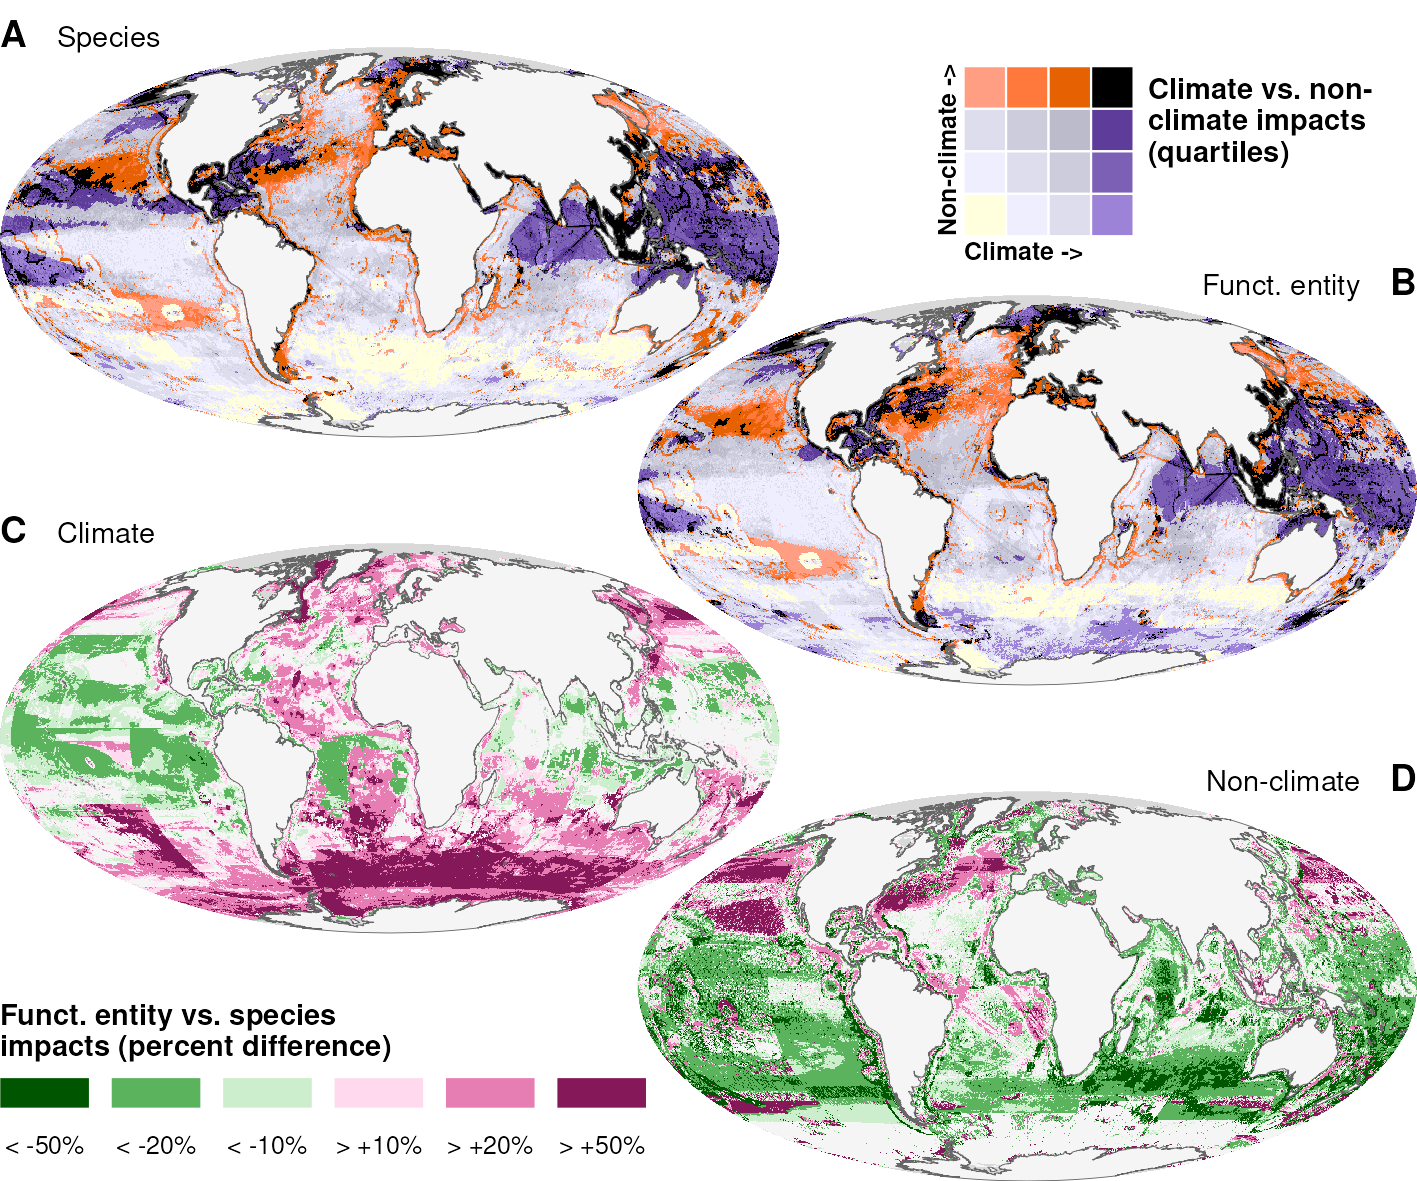 A Species
Non-climate ->
Climate ->
Climate vs. non-
climate impacts
(quartiles)
Funct. entity B
C Climate
Non-climate D
Funct. entity vs. species
impacts (percent difference)
< -50% < -20% < -10% > +10% > +20% > +50%